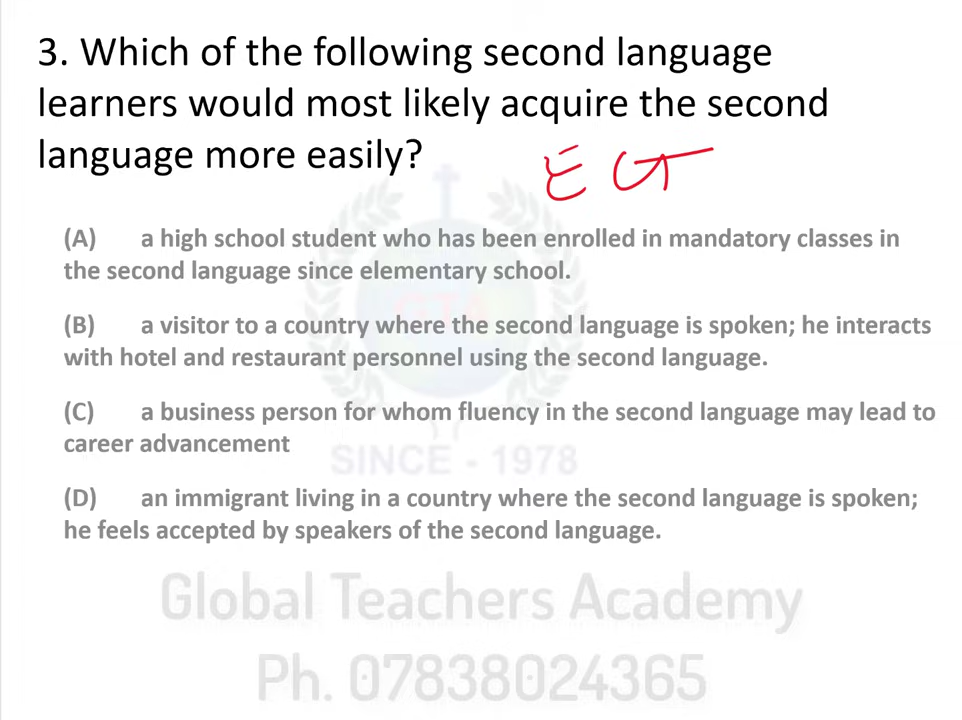 3. Which of the following second language
learners would most likely acquire the second
language more easily?
(A) a high school student who has been enrolled in mandatory classes in
the second language since elementary school.
GTA
(B) a visitor to a country where the second language is spoken; he interacts
with hotel and restaurant personnel using the second language.
(C) a business person for whom fluency in the second language may lead to
career advancement
SINCE - 1978
(D) an immigrant living in a country where the second language is spoken;
he feels accepted by speakers of the second language.
Global Teachers Academy
Ph. 07838024365